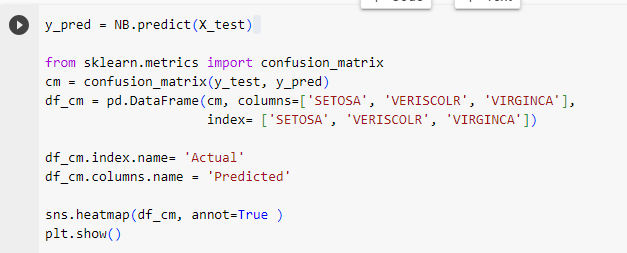 y_pred = NB.predict(X_test)
from sklearn.metrics import confusion_matrix
cm = confusion_matrix(y_test, y_pred)
df_cm = pd.DataFrame(cm, columns=['SETOSA', 'VERISCOLR', 'VIRGINCA'],
index= ['SETOSA', 'VERISCOLR', 'VIRGINCA'])
df_cm.index.name= 'Actual'
df_cm.columns.name = 'Predicted'
sns.heatmap(df_cm, annot=True )
plt.show()